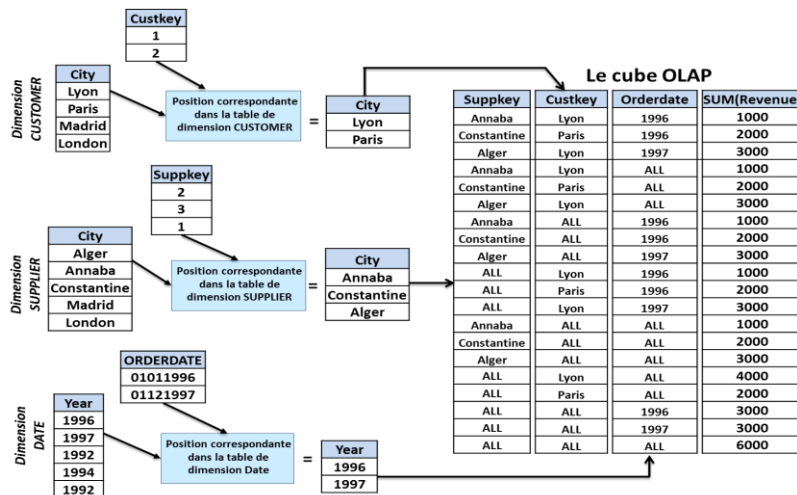 Custkey
1
2
Dimension
CUSTOMER
City
Lyon
Paris
Madrid
London
Position correspondante
dans la table de
dimension CUSTOMER
=
City
Lyon
Paris
Suppkey
2
3
1
Dimension
SUPPLIER
City
Alger
Annaba
Constantine
Madrid
London
Position correspondante
dans la table de
dimension SUPPLIER
=
City
Annaba
Constantine
Alger
ORDERDATE
01011996
01121997
Dimension
DATE
Year
1996
1997
1992
1994
1992
Position correspondante
dans la table de
dimension Date
=
Year
1996
1997
Le cube OLAP
Suppkey Custkey Orderdate SUM(Revenue
Annaba Lyon 1996 1000
Constantine Paris 1996 2000
Alger Lyon 1997 3000
Annaba Lyon ALL 1000
Constantine Paris ALL 2000
Alger Lyon ALL 3000
Annaba ALL 1996 1000
Constantine ALL 1996 2000
Alger ALL 1997 3000
ALL Lyon 1996 1000
ALL Paris 1996 2000
ALL Lyon 1997 3000
Annaba ALL ALL 1000
Constantine ALL ALL 2000
Alger ALL ALL 3000
ALL Lyon ALL 4000
ALL Paris ALL 2000
ALL ALL 1996 3000
ALL ALL 1997 3000
ALL ALL ALL 6000